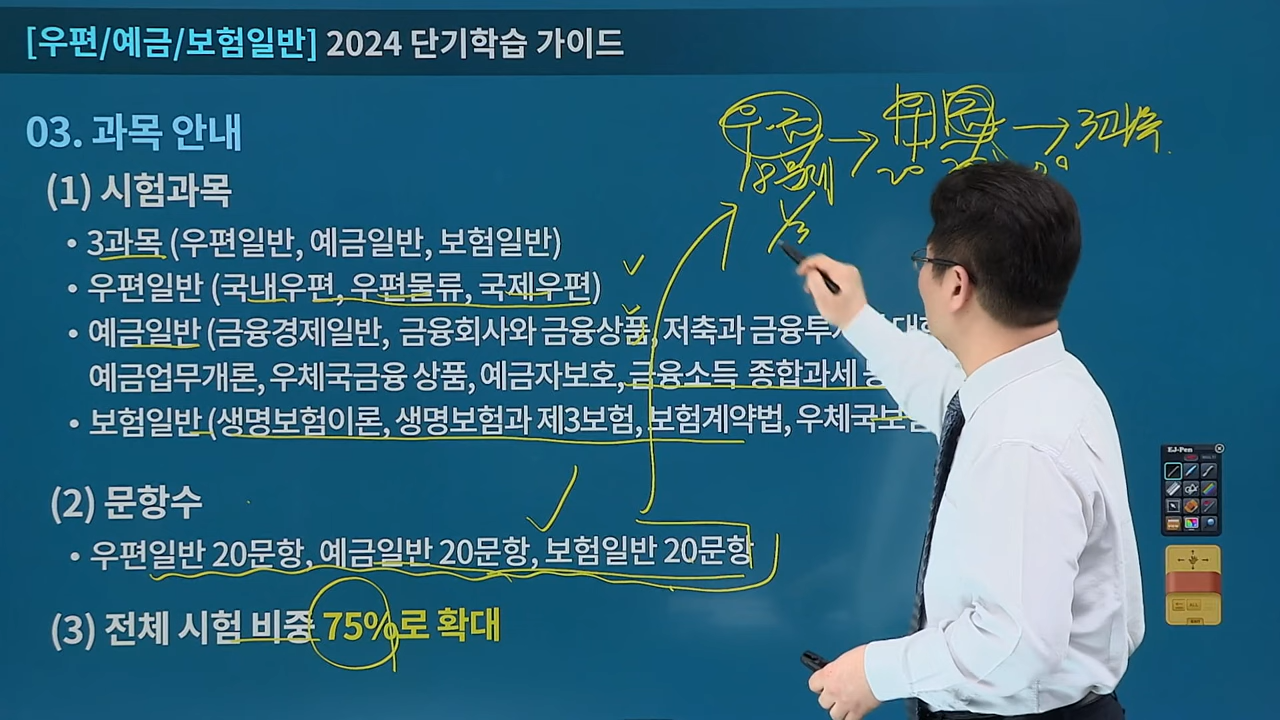 [우편/예금/보험일반] 2024 단기학습 가이드
03. 과목 안내
(1) 시험과목
• 3과목 (우편일반, 예금일반, 보험일반)
• 우편일반 (국내우편, 우편물류, 국제우편)
• 예금일반 (금융경제일반, 금융회사와 금융상품, 저축과 금융투자
예금업무개론, 우체국금융 상품, 예금자보호, 금융소득 종합과세
• 보험일반 (생명보험이론, 생명보험과 제3보험, 보험계약법, 우체국보험
(2) 문항수
• 우편일반 20문항, 예금일반 20문항, 보험일반 20문항
(3) 전체 시험 비중 75%로 확대
→ → 3과목
18문제 20
EJ-Pen